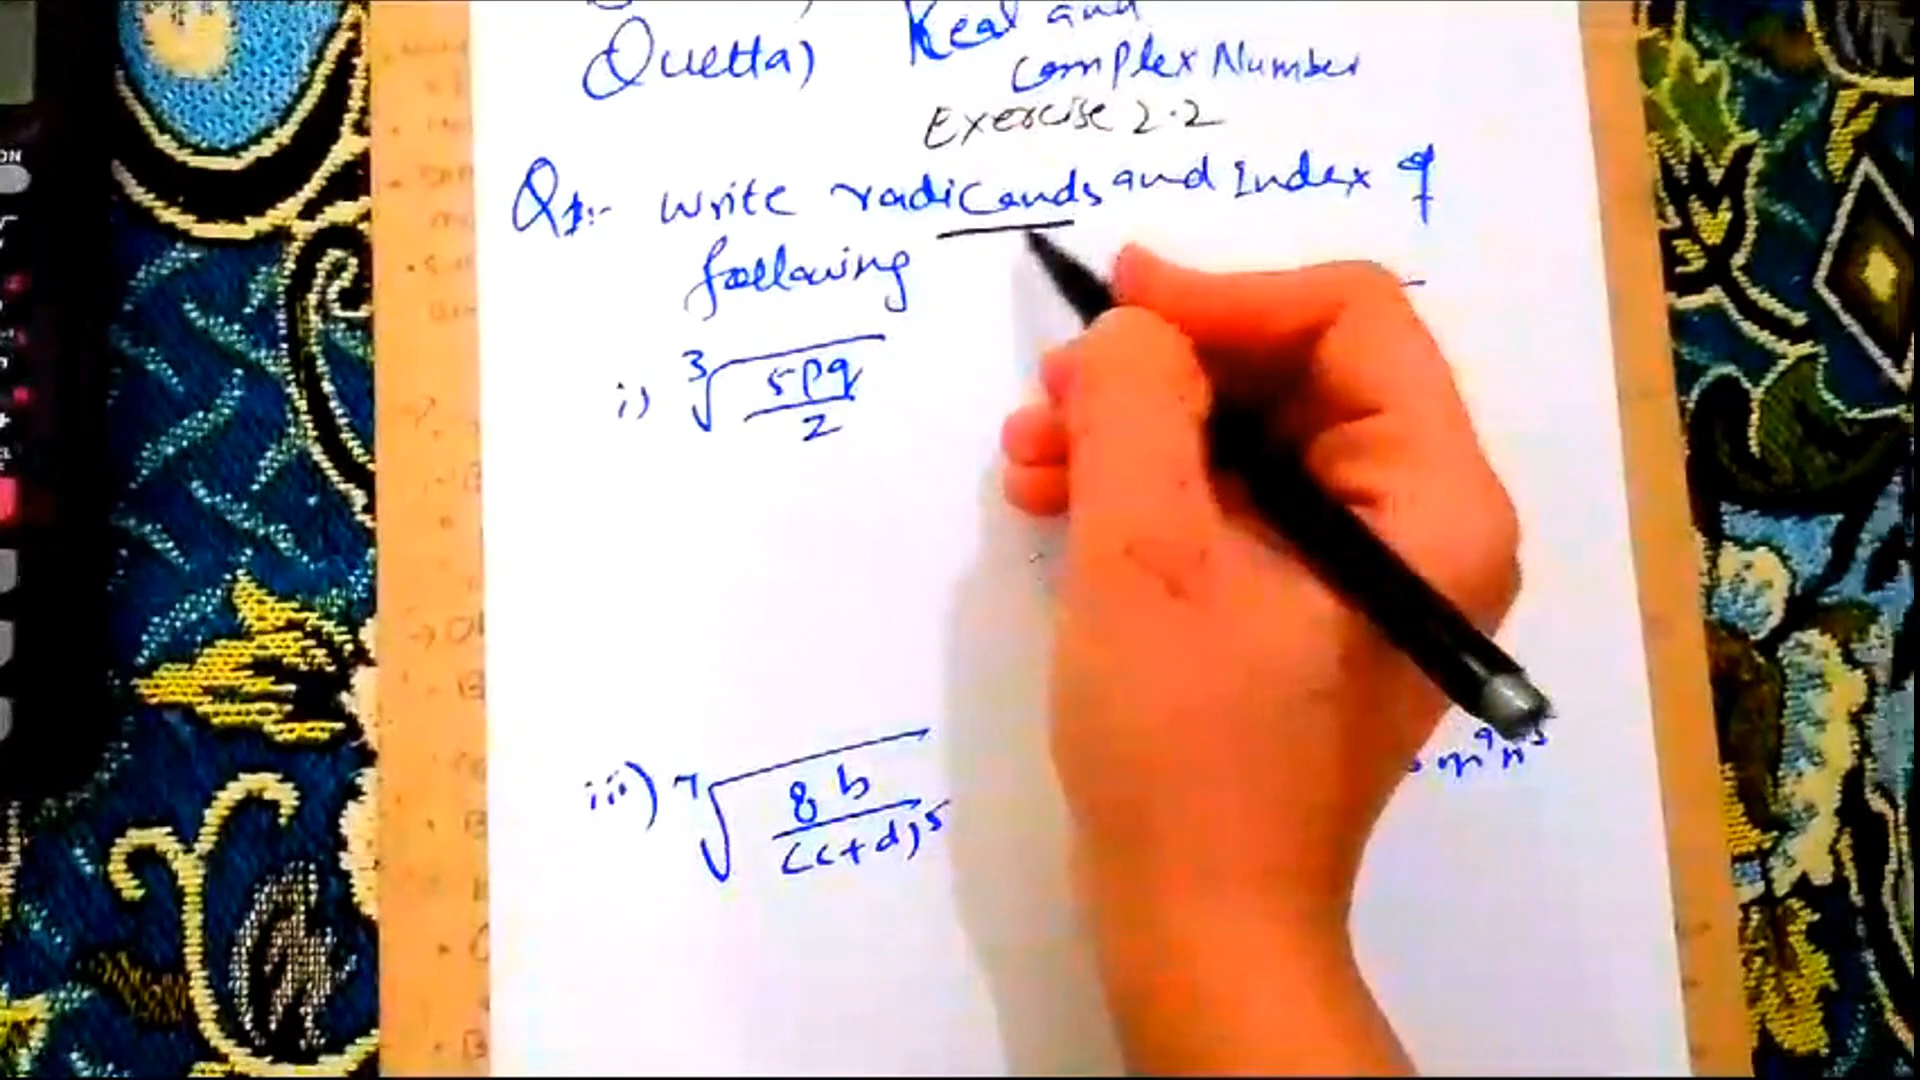 Quetta) Real and
Complex Number
Exercise 2.2
Q1:- Write radicands and Index of
following
i) ∛(5pq/2)
iii) ⁷√(8b/(c+d)⁵)
m⁹n⁵